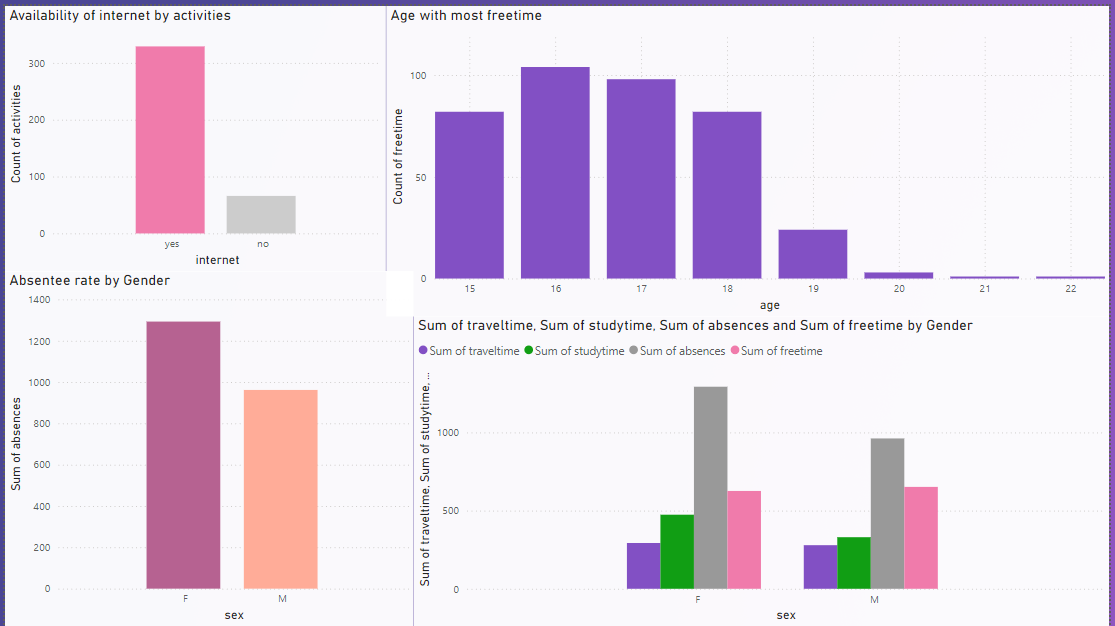 Availability of internet by activities
Count of activities
300
200
100
0
yes no
internet
Age with most freetime
Count of freetime
100
50
0
15 16 17 18 19 20 21 22
age
Absentee rate by Gender
Sum of absences
1400
1200
1000
800
600
400
200
0
F M
sex
Sum of traveltime, Sum of studytime, Sum of absences and Sum of freetime by Gender
Sum of traveltime Sum of studytime Sum of absences Sum of freetime
Sum of traveltime, Sum of studytime, ...
1000
500
0
F M
sex